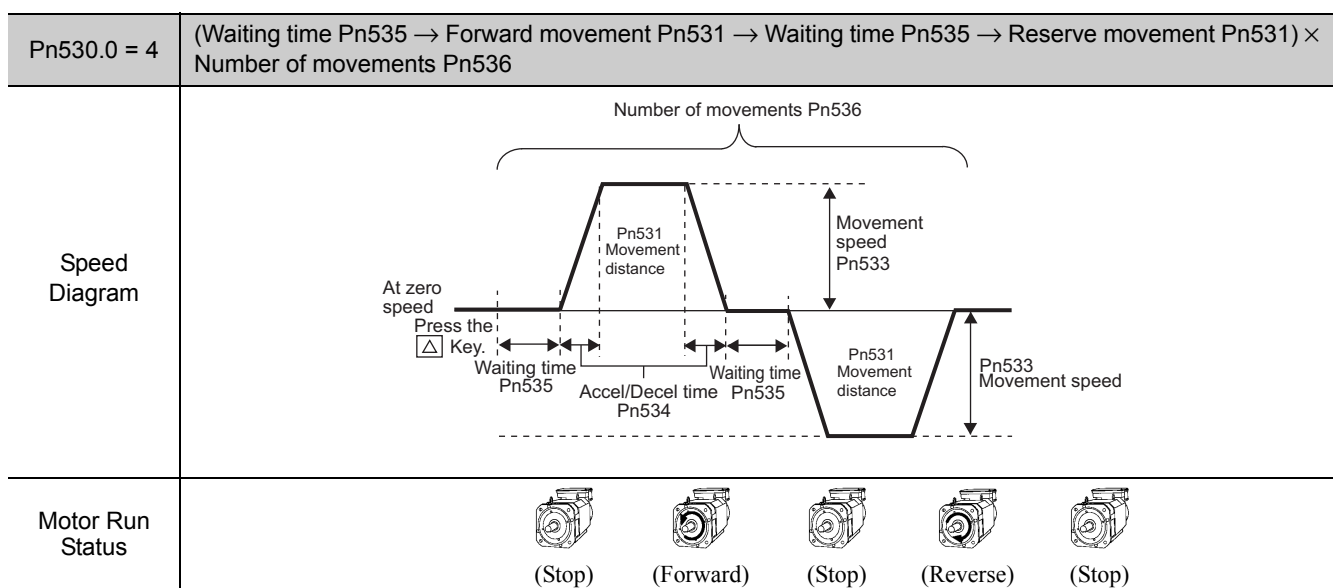 Pn530.0 = 4
(Waiting time Pn535 → Forward movement Pn531 → Waiting time Pn535 → Reserve movement Pn531) ×
Number of movements Pn536
Speed
Diagram
Number of movements Pn536
Pn531
Movement
distance
Movement
speed
Pn533
At zero
speed
Press the
△ Key.
Waiting time
Pn535
Accel/Decel time
Pn534
Waiting time
Pn535
Pn531
Movement
distance
Pn533
Movement speed
Motor Run
Status
(Stop) (Forward) (Stop) (Reverse) (Stop)